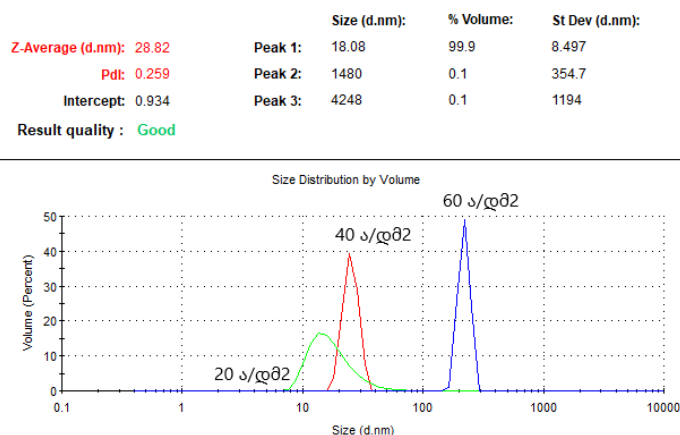 Size (d.nm): % Volume: St Dev (d.nm):
Z-Average (d.nm): 28.82 Peak 1: 18.08 99.9 8.497
PdI: 0.259 Peak 2: 1480 0.1 354.7
Intercept: 0.934 Peak 3: 4248 0.1 1194
Result quality : Good
Size Distribution by Volume
60 ა/დმ2
50
40 ა/დმ2
40
30
20
10
20 ა/დმ2
0
Volume (Percent)
0.1 1 10 100 1000 10000
Size (d.nm)